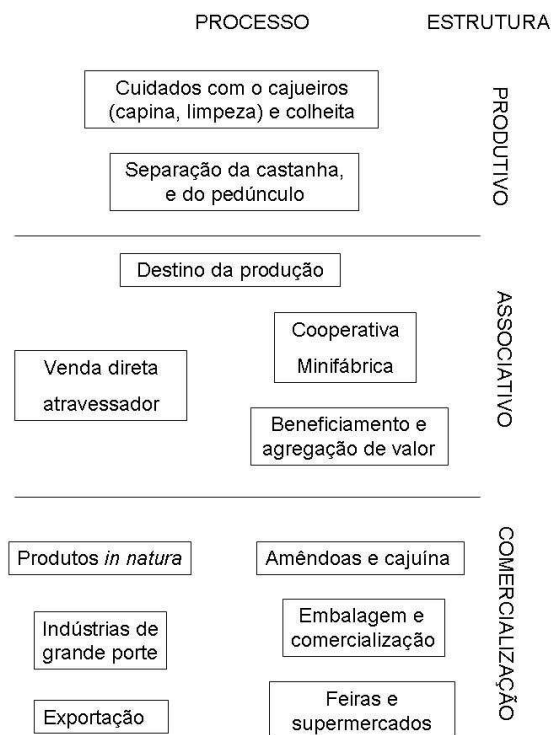 PROCESSO
ESTRUTURA
Cuidados com o cajueiros
(capina, limpeza) e colheita
Separação da castanha,
e do pedúnculo
PRODUTIVO
Destino da produção
Venda direta
atravessador
Cooperativa
Minifábrica
Beneficiamento e
agregação de valor
ASSOCIATIVO
Produtos in natura
Indústrias de
grande porte
Exportação
Amêndoas e cajuína
Embalagem e
comercialização
Feiras e
supermercados
COMERCIALIZAÇÃO